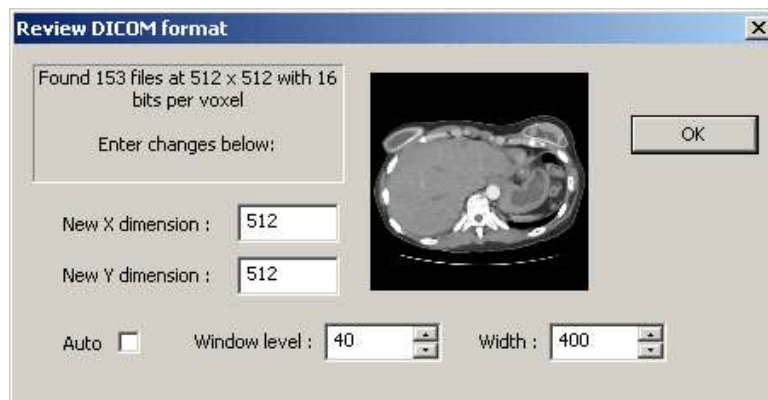 Review DICOM format
Found 153 files at 512 x 512 with 16
bits per voxel
Enter changes below:
OK
New X dimension : 512
New Y dimension : 512
Auto Window level : 40 Width : 400